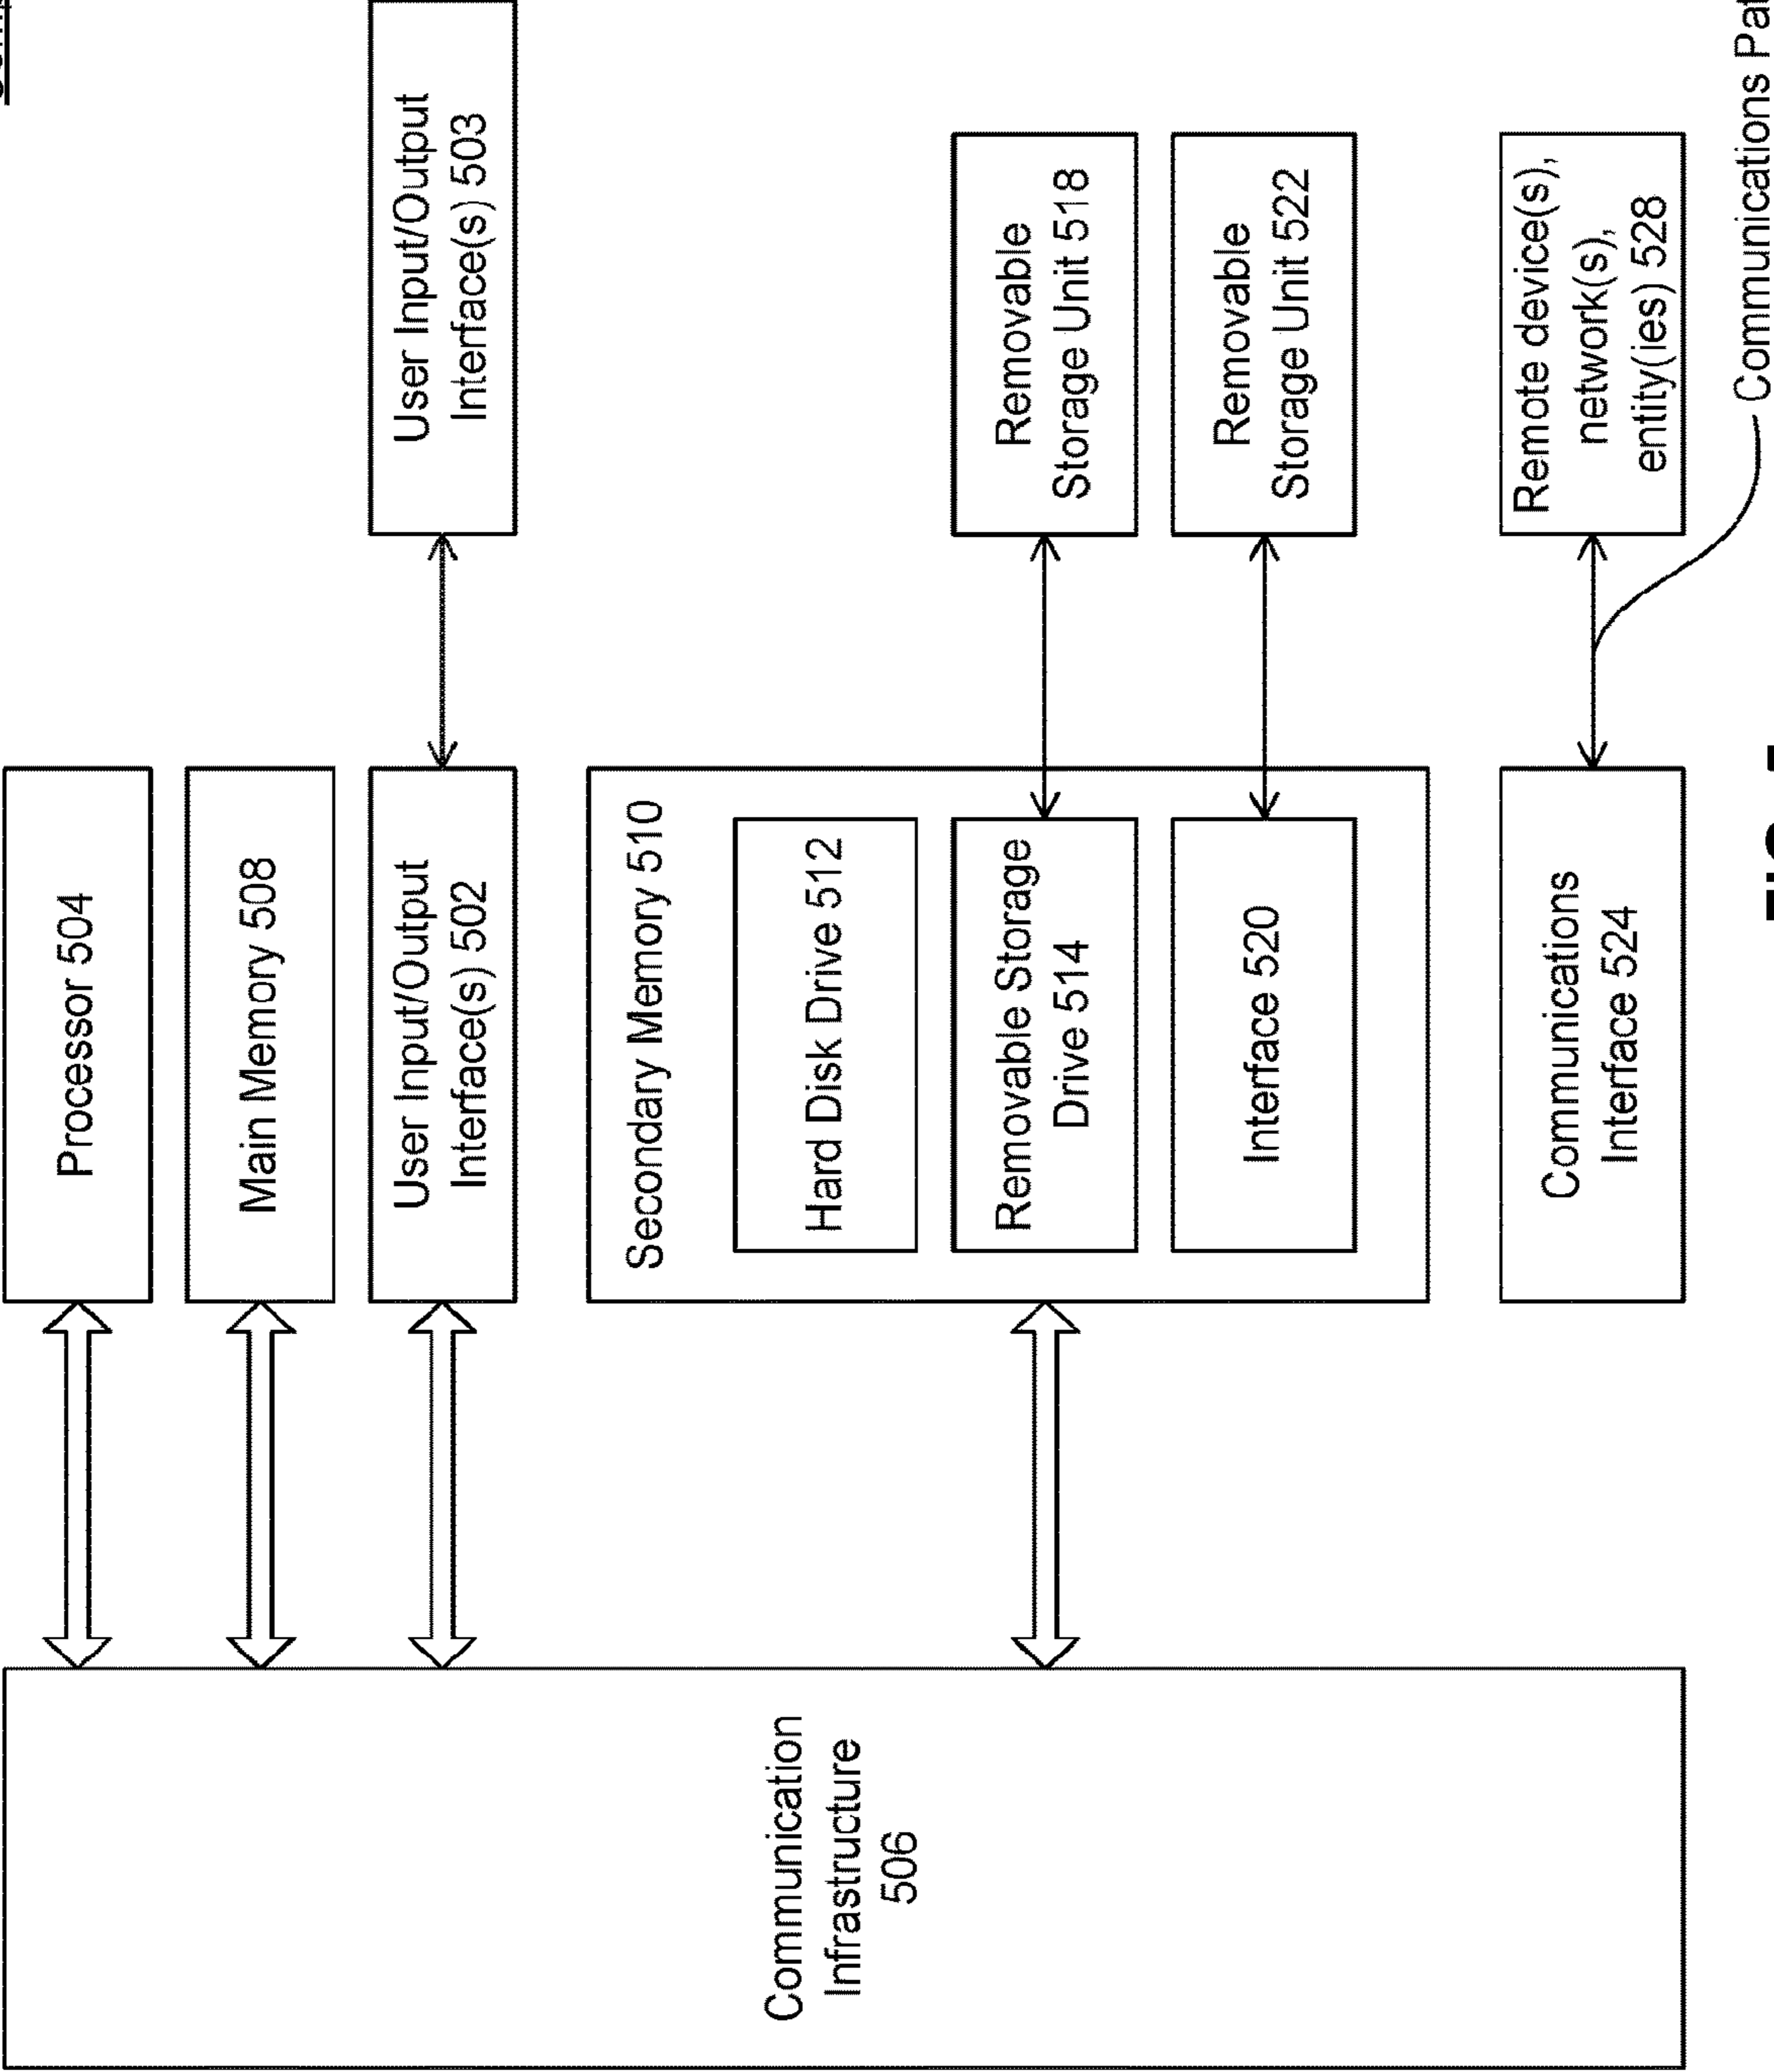 Processor 504
Main Memory 508
User Input/Output
Interface(s) 502
User Input/Output
Interface(s) 503
Secondary Memory 510
Hard Disk Drive 512
Removable Storage
Drive 514
Removable
Storage Unit 518
Interface 520
Removable
Storage Unit 522
Communications
Interface 524
Remote device(s),
network(s),
entity(ies) 528
Communications
Communication
Infrastructure
506